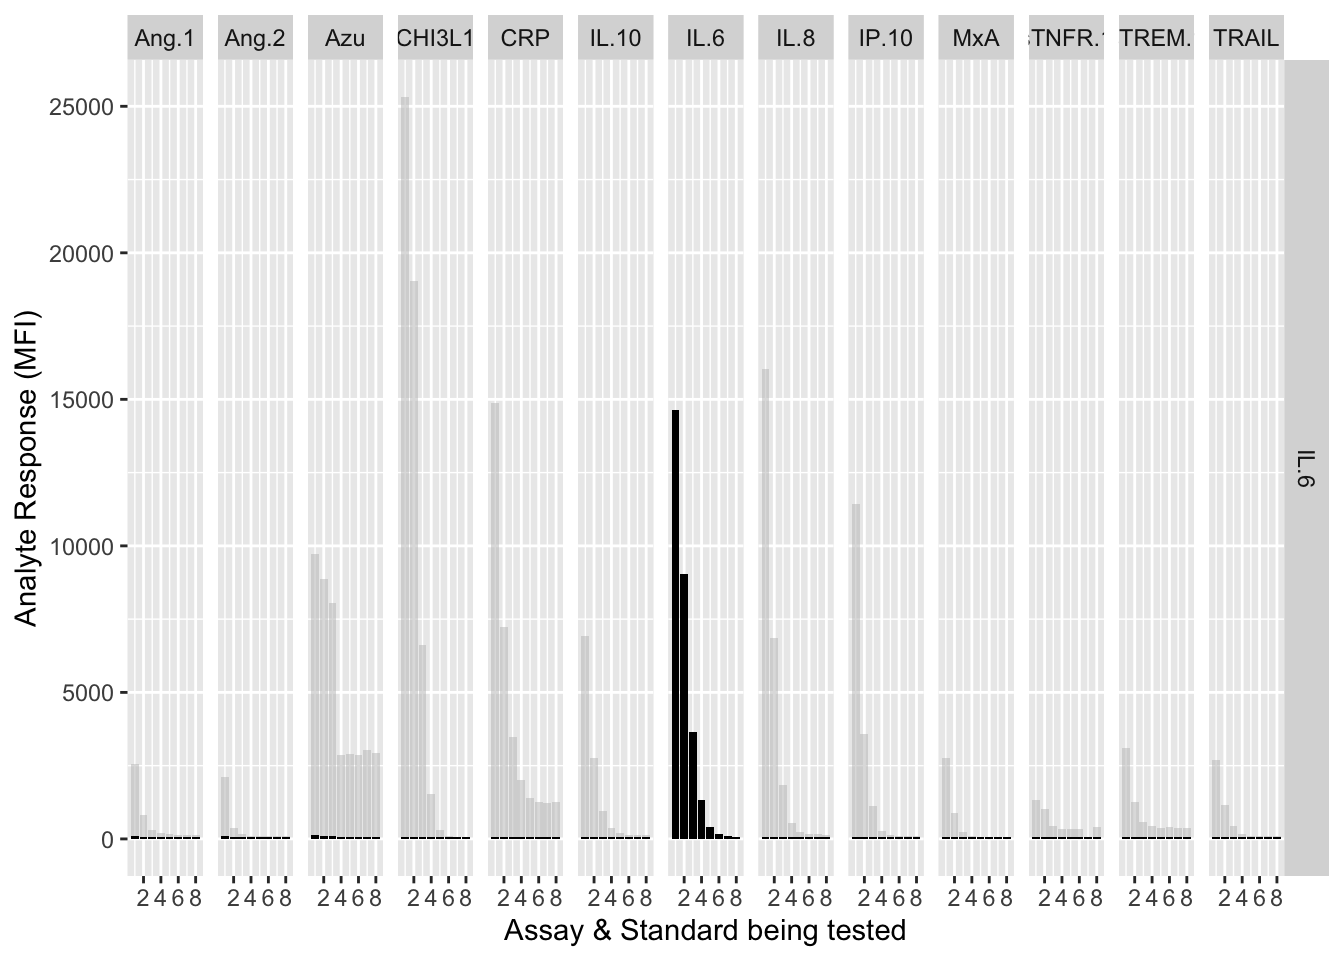 Ang.1 Ang.2 Azu CHI3L1 CRP IL.10 IL.6 IL.8 IP.10 MxA sTNFR.1 TREM. TRAIL
25000
20000
15000
10000
5000
0
Analyte Response (MFI)
IL.6
2 4 6 8 2 4 6 8 2 4 6 8 2 4 6 8 2 4 6 8 2 4 6 8 2 4 6 8 2 4 6 8 2 4 6 8 2 4 6 8 2 4 6 8 2 4 6 8 2 4 6 8
Assay & Standard being tested